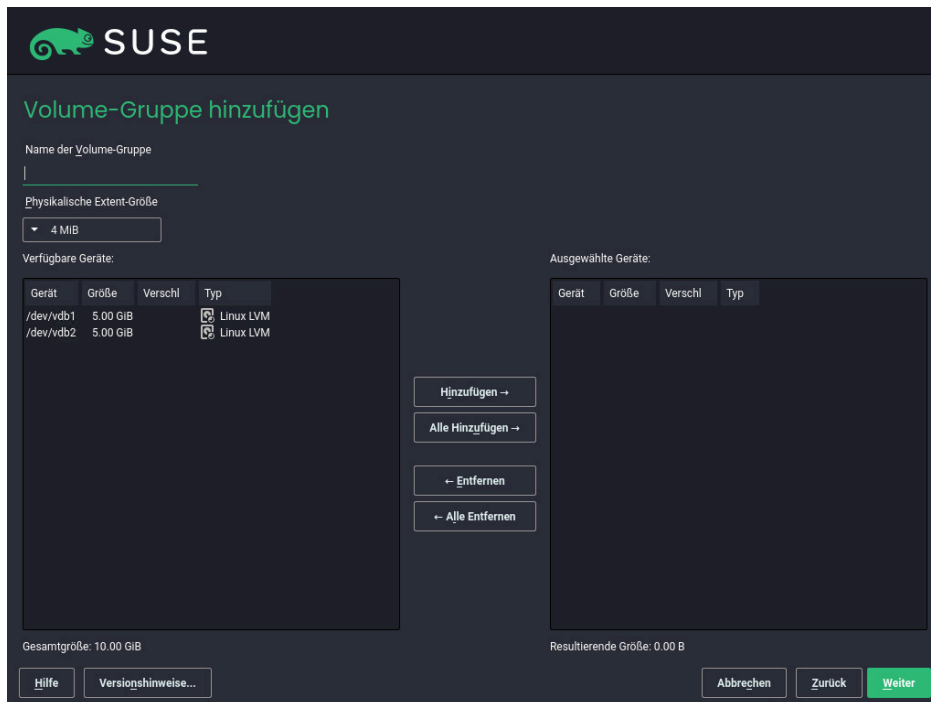 SUSE
Volume-Gruppe hinzufügen
Name der Volume-Gruppe
Physikalische Extent-Größe
4 MiB
Verfügbare Geräte:
Gerät Größe Verschl Typ
/dev/vdb1 5.00 GiB Linux LVM
/dev/vdb2 5.00 GiB Linux LVM
Gesamtgröße: 10.00 GiB
Hinzufügen →
Alle Hinzufügen →
← Entfernen
← Alle Entfernen
Ausgewählte Geräte:
Gerät Größe Verschl Typ
Resultierende Größe: 0.00 B
Hilfe Versionshinweise... Abbrechen Zurück Weiter